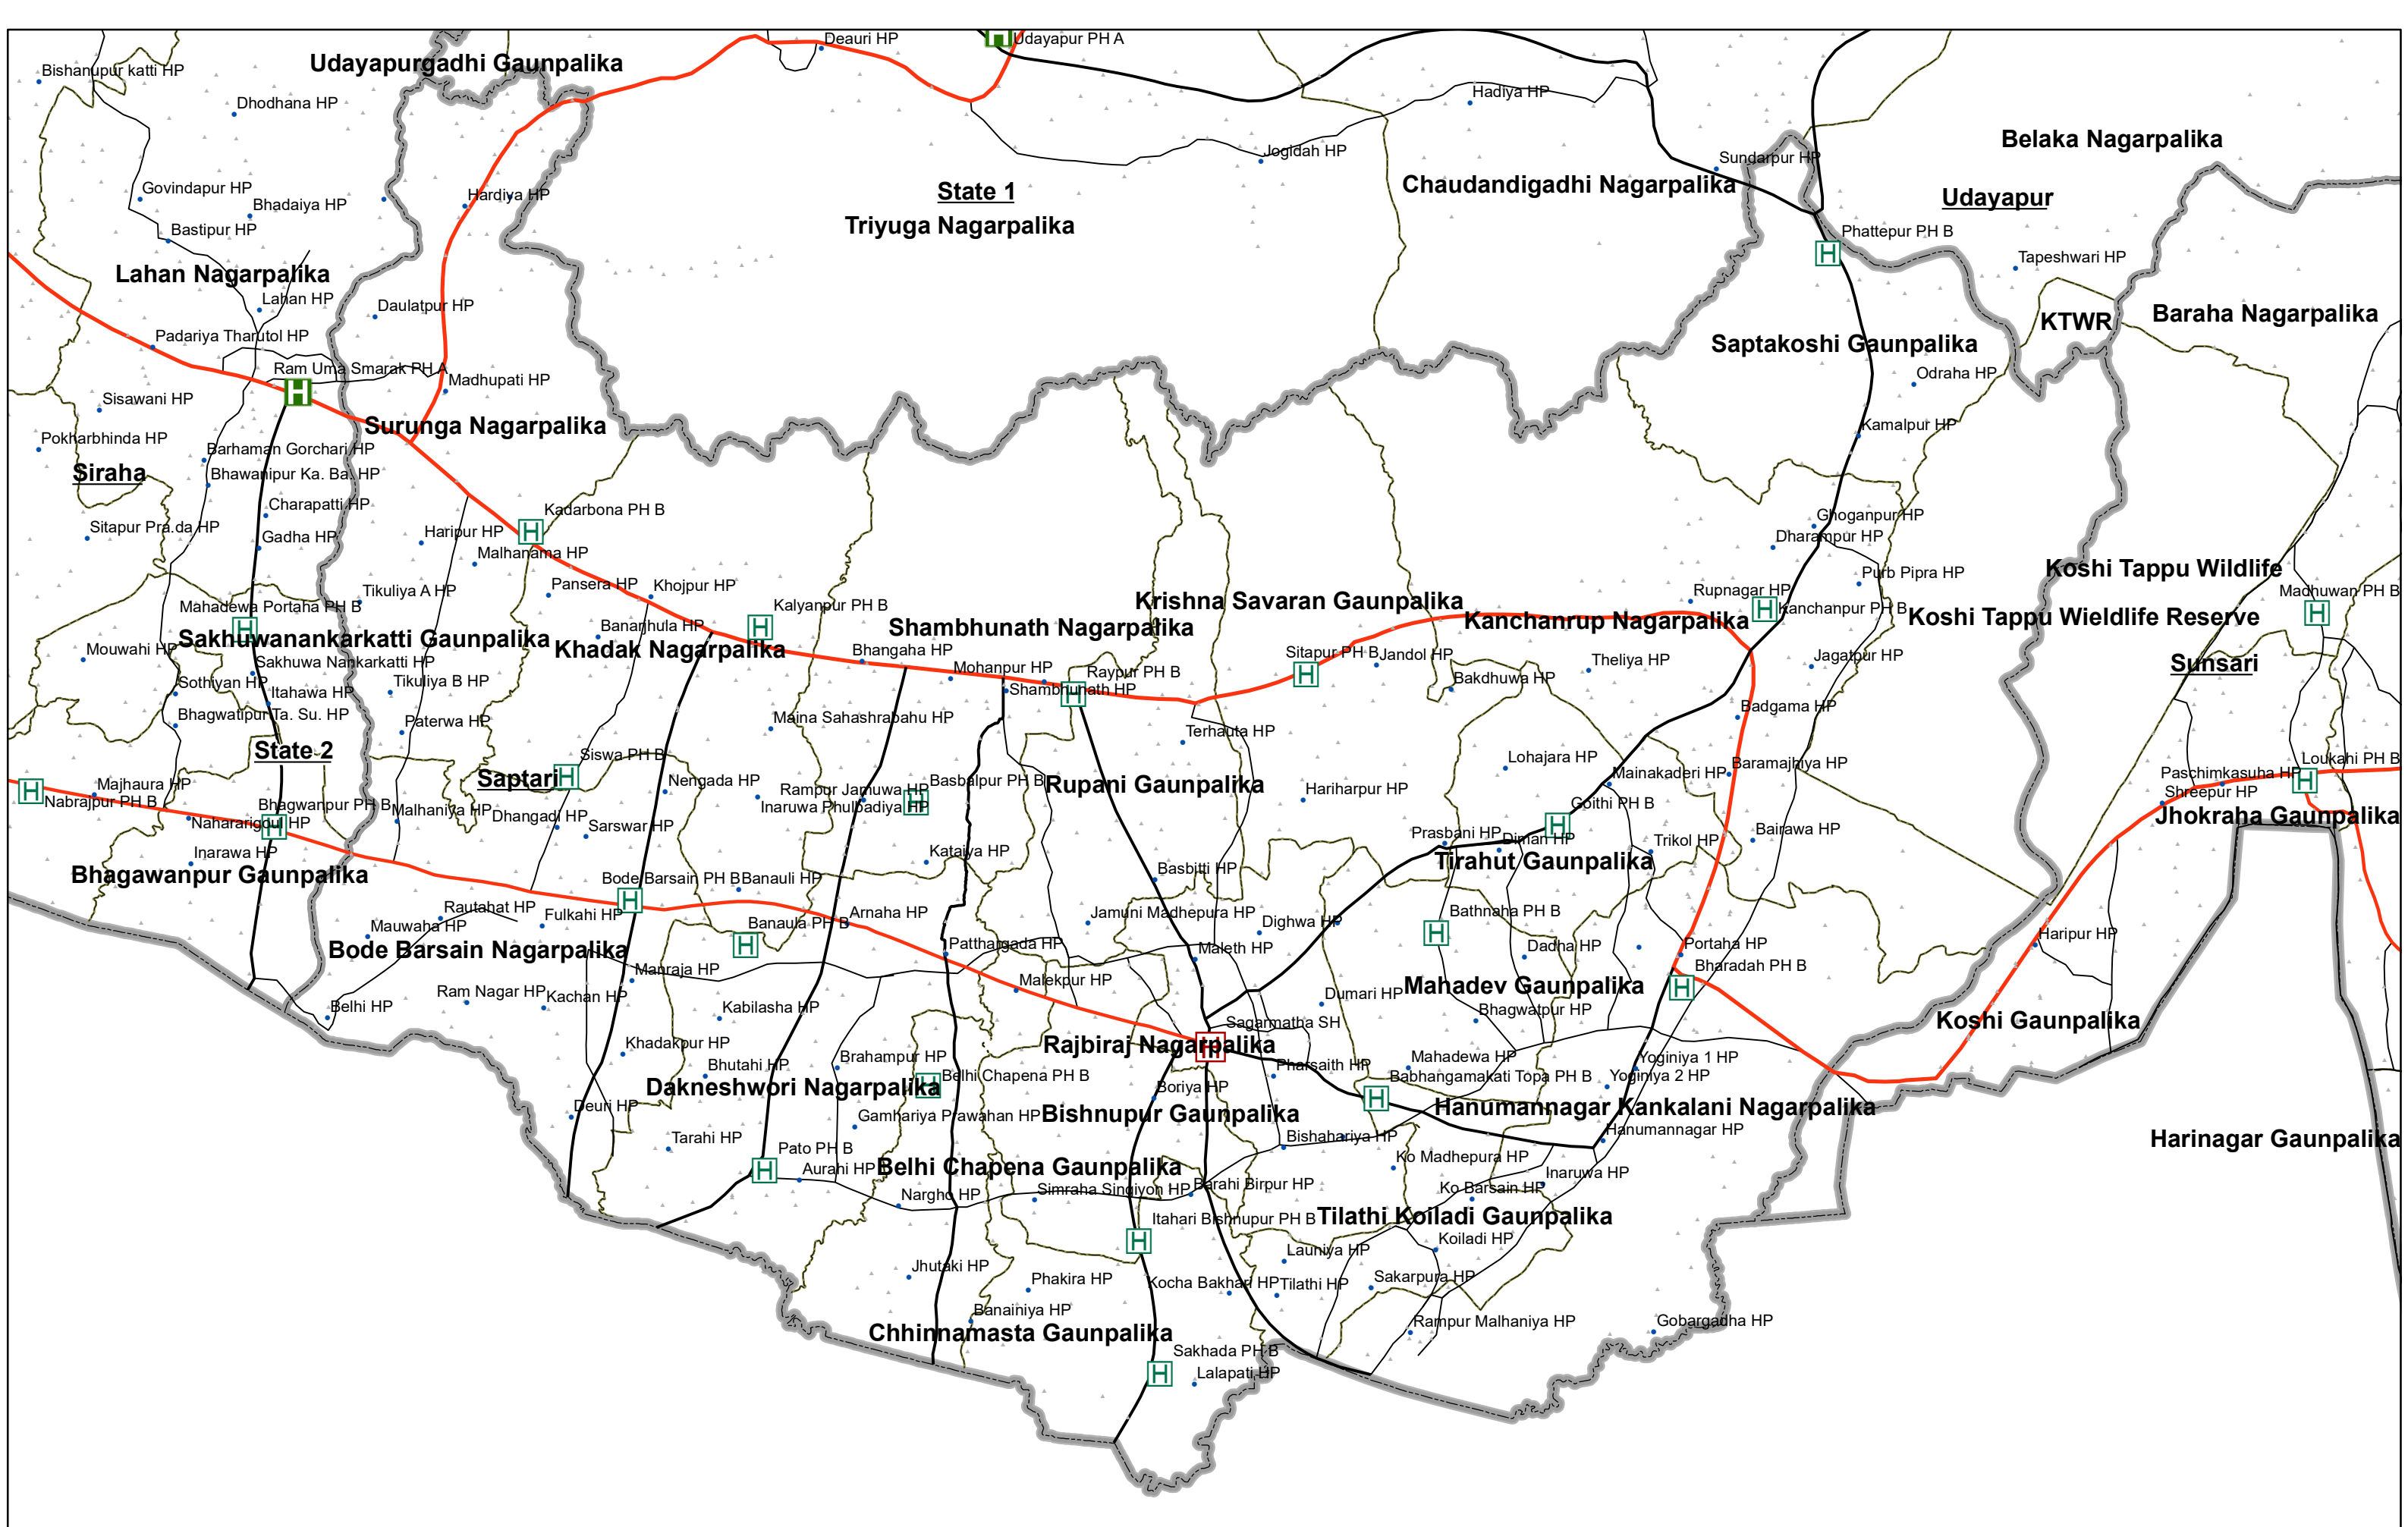 Deauri HP
Udayapur PH A
Udayapurgadhi Gaunpalika
Bishanupur katti HP
Hadiya HP
Dhodhana HP
Belaka Nagarpalika
Jogidah HP
Sundarpur HP
Govindapur HP
Hardiya HP
State 1
Chaudandigadhi Nagarpalika
Udayapur
Bhadaiya HP
Triyuga Nagarpalika
Bastipur HP
Phattepur PH B
Tapeshwari HP
Lahan Nagarpalika
Lahan HP
Daulatpur HP
Baraha Nagarpalika
KTWR
Padariya Tharutol HP
Saptakoshi Gaunpalika
Ram Uma Smarak PH A
Madhupati HP
Odraha HP
Sisawani HP
Surunga Nagarpalika
Kamalpur HP
Pokharbhinda HP
Barhaman Gorchari HP
Siraha
Bhawanipur Ka. Ba. HP
Charapatti HP
Kadarbona PH B
Ghoganpur HP
Sitapur Pra.da HP
Gadha HP
Haripur HP
Dharampur HP
Malhanama HP
Koshi Tappu Wildlife
Purb Pipra HP
Tikuliya A HP
Pansera HP
Khojpur HP
Rupnagar HP
Madhuwan PH B
Mahadewa Portaha PH B
Kalyanpur PH B
Krishna Savaran Gaunpalika
Kanchanpur PH B
Kanchanrup Nagarpalika
Koshi Tappu Wieldlife Reserve
Bananhula HP
Shambhunath Nagarpalika
Sakhuwanankarkatti Gaunpalika
Khadak Nagarpalika
Mouwahi HP
Bhangaha HP
Sitapur PH B
Jandol HP
Theliya HP
Jagatpur HP
Sunsari
Sakhuwa Nankarkatti HP
Mohanpur HP
Raypur PH B
Bakdhuwa HP
Sothiyan HP
Itahawa HP
Tikuliya B HP
Shambhunath HP
Badgama HP
Bhagwatipur Ta. Su. HP
Paterwa HP
Maina Sahashrabahu HP
Terhauta HP
State 2
Siswa PH B
Lohajara HP
Baramajhiya HP
Loukahi PH B
Saptari
Nengada HP
Basbalpur PH B
Rupani Gaunpalika
Mainakaderi HP
Paschimkasuha HP
Majhaura HP
Rampur Jamuwa HP
Hariharpur HP
Shreepur HP
Nabrajpur PH B
Bhagwanpur PH B
Malhaniya HP
Inaruwa Phulbadiya HP
Goithi PH B
Dhangadi HP
Jhokraha Gaunpalika
Nahararigoul HP
Sarswar HP
Prasbani HP
Diman HP
Trikol HP
Bairawa HP
Inarawa HP
Kataiya HP
Tirahut Gaunpalika
Bhagawanpur Gaunpalika
Basbitti HP
Bode Barsain PH B
Banauli HP
Rautahat HP
Fulkahi HP
Arnaha HP
Jamuni Madhepura HP
Dighwa HP
Bathnaha PH B
Mauwaha HP
Banaula PH B
Haripur HP
Bode Barsain Nagarpalika
Patthargada HP
Maleth HP
Dadha HP
Portaha HP
Manraja HP
Malekpur HP
Bharadah PH B
Ram Nagar HP
Kachan HP
Dumari HP
Mahadev Gaunpalika
Belhi HP
Kabilasha HP
Bhagwatpur HP
Sagarmatha SH
Koshi Gaunpalika
Khadakpur HP
Rajbiraj Nagarpalika
Bhutahi HP
Brahampur HP
Pharsaith HP
Mahadewa HP
Yoginiya 1 HP
Belhi Chapena PH B
Babhangamakati Topa PH B
Yoginiya 2 HP
Dakneshwori Nagarpalika
Boriya HP
Deuri HP
Gamhariya Prawahan HP
Bishnupur Gaunpalika
Hanumannagar Kankalani Nagarpalika
Hanumannagar HP
Tarahi HP
Bishahariya HP
Harinagar Gaunpalika
Pato PH B
Ko Madhepura HP
Aurahi HP
Belhi Chapena Gaunpalika
Inaruwa HP
Nargho HP
Simraha Singiyon HP
Barahi Birpur HP
Ko Barsain HP
Itahari Bishnupur PH B
Tilathi Koiladi Gaunpalika
Launiya HP
Koiladi HP
Jhutaki HP
Phakira HP
Kocha Bakhari HP
Tilathi HP
Sakarpura HP
Banainiya HP
Rampur Malhaniya HP
Gobargadha HP
Chhinnamasta Gaunpalika
Sakhada PH B
Lalapati HP